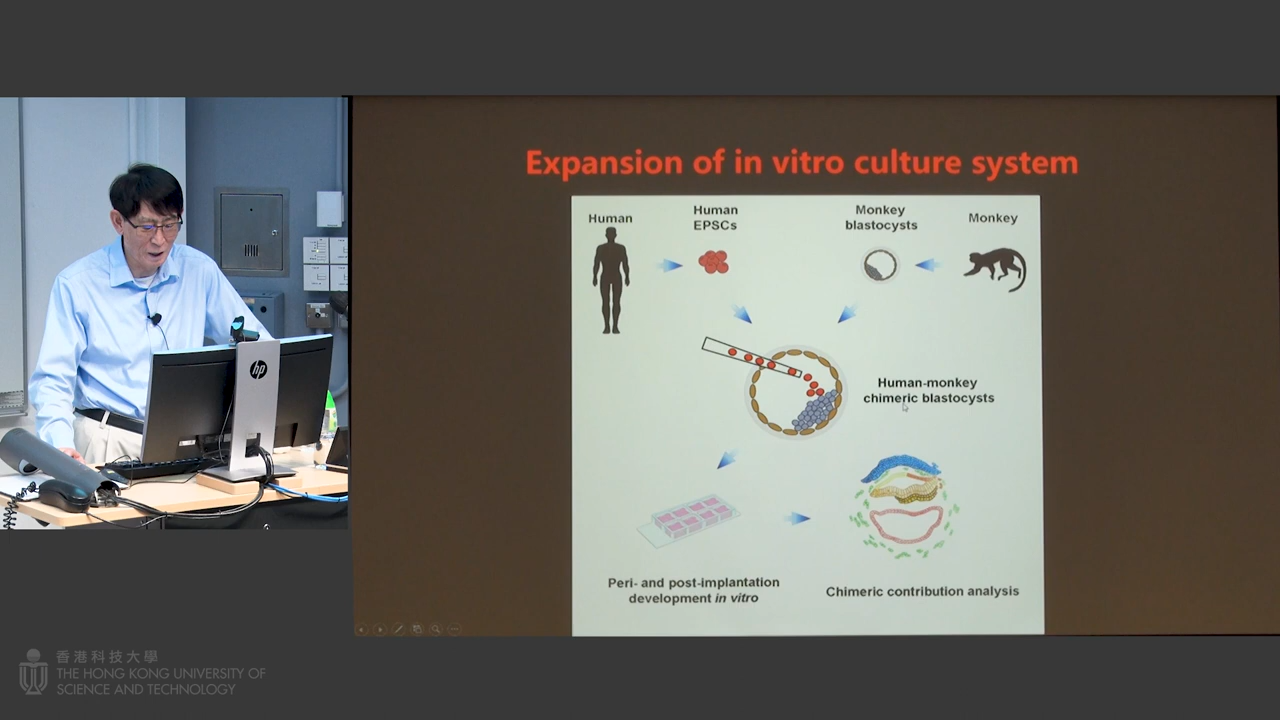 Expansion of in vitro culture system
Human
Human
EPSCs
Monkey
blastocysts
Monkey
Human-monkey
chimeric blastocysts
Peri- and post-implantation
development in vitro
Chimeric contribution analysis
hp
香港科技大學
THE HONG KONG UNIVERSITY OF
SCIENCE AND TECHNOLOGY